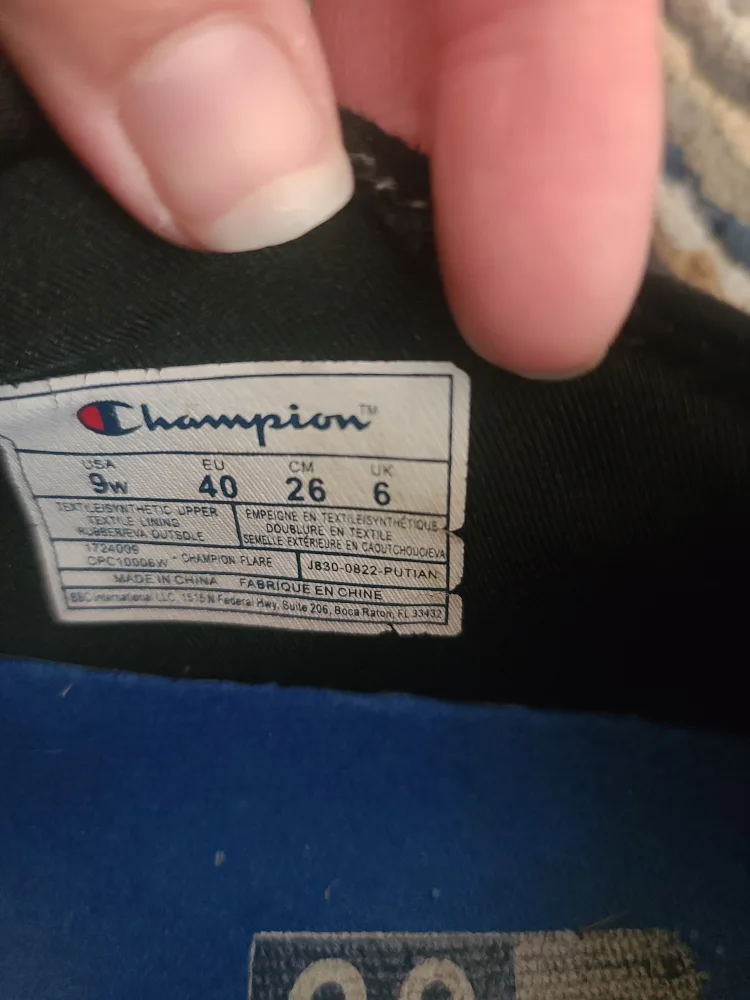 Champion™
USA EU CM UK
9w 40 26 6
TEXTILE/SYNTHETIC UPPER
TEXTILE LINING
RUBBER/EVA OUTSOLE
EMPEIGNE EN TEXTILE/SYNTHÉTIQUE
DOUBLURE EN TEXTILE
SEMELLE EXTÉRIEURE EN CAOUTCHOUC/EVA
1724009
CPC10006W - CHAMPION FLARE
J830-0822-PUTIAN
MADE IN CHINA FABRIQUE EN CHINE
BBC International LLC, 1515 N Federal Hwy, Suite 206, Boca Raton, FL 33432